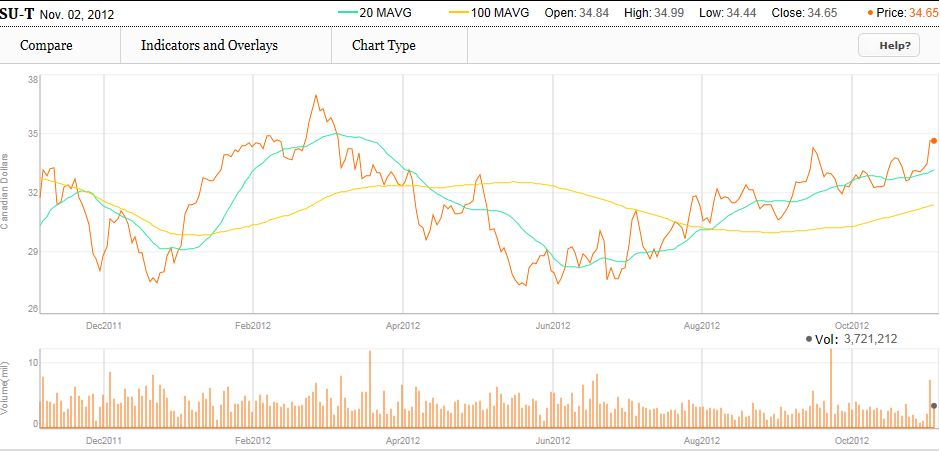 SU-T Nov. 02, 2012 20 MAVG 100 MAVG Open: 34.84 High: 34.99 Low: 34.44 Close: 34.65 Price: 34.65
Compare Indicators and Overlays Chart Type Help?
Canadian Dollars
38
35
32
29
26
Dec2011 Feb2012 Apr2012 Jun2012 Aug2012 Oct2012
Vol: 3,721,212
Volume(mil)
10
0
Dec2011 Feb2012 Apr2012 Jun2012 Aug2012 Oct2012